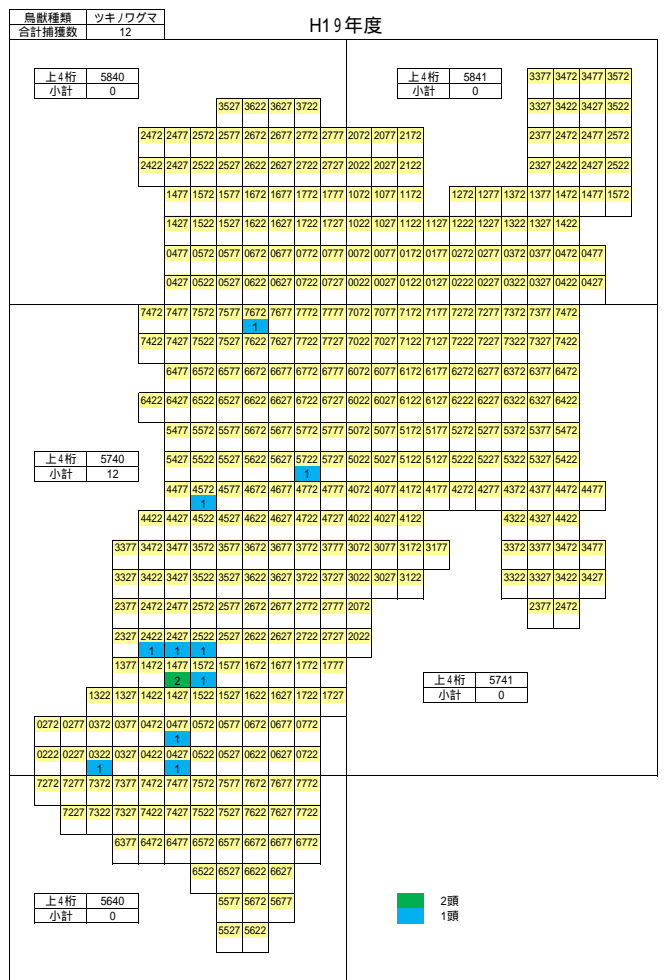 鳥獣種類 ツキノワグマ
合計捕獲数 12
H19年度
上4桁 5840 上4桁 5841 3377 3472 3477 3572
小計 0 小計 0
3527 3622 3627 3722 3327 3422 3427 3522
2472 2477 2572 2577 2672 2677 2772 2777 2072 2077 2172 2377 2472 2477 2572
2422 2427 2522 2527 2622 2627 2722 2727 2022 2027 2122 2327 2422 2427 2522
1477 1572 1577 1672 1677 1772 1777 1072 1077 1172 1272 1277 1372 1377 1472 1477 1572
1427 1522 1527 1622 1627 1722 1727 1022 1027 1122 1127 1222 1227 1322 1327 1422
0477 0572 0577 0672 0677 0772 0777 0072 0077 0172 0177 0272 0277 0372 0377 0472 0477
0427 0522 0527 0622 0627 0722 0727 0022 0027 0122 0127 0222 0227 0322 0327 0422 0427
7472 7477 7572 7577 7672 7677 7772 7777 7072 7077 7172 7177 7272 7277 7372 7377 7472
1
7422 7427 7522 7527 7622 7627 7722 7727 7022 7027 7122 7127 7222 7227 7322 7327 7422
6477 6572 6577 6672 6677 6772 6777 6072 6077 6172 6177 6272 6277 6372 6377 6472
6422 6427 6522 6527 6622 6627 6722 6727 6022 6027 6122 6127 6222 6227 6322 6327 6422
5477 5572 5577 5672 5677 5772 5777 5072 5077 5172 5177 5272 5277 5372 5377 5472
上4桁 5740 5427 5522 5527 5622 5627 5722 5727 5022 5027 5122 5127 5222 5227 5322 5327 5422
小計 12 1
4477 4572 4577 4672 4677 4772 4777 4072 4077 4172 4177 4272 4277 4372 4377 4472 4477
1
4422 4427 4522 4527 4622 4627 4722 4727 4022 4027 4122 4322 4327 4422
3377 3472 3477 3572 3577 3672 3677 3772 3777 3072 3077 3172 3177 3372 3377 3472 3477
3327 3422 3427 3522 3527 3622 3627 3722 3727 3022 3027 3122 3322 3327 3422 3427
2377 2472 2477 2572 2577 2672 2677 2772 2777 2072 2377 2472
2327 2422 2427 2522 2527 2622 2627 2722 2727 2022
1 1 1
1377 1472 1477 1572 1577 1672 1677 1772 1777
2 1
上4桁 5741
小計 0
1322 1327 1422 1427 1522 1527 1627 1722 1727
0272 0277 0372 0377 0472 0477 0572 0577 0672 0677 0772
1
0222 0227 0322 0327 0422 0427 0522 0527 0622 0627 0722
1 1
7272 7277 7372 7377 7472 7477 7572 7577 7672 7677 7772
7227 7322 7327 7422 7427 7522 7527 7622 7627 7722
6377 6472 6477 6572 6577 6672 6677 6772
6522 6527 6622 6627
上4桁 5640 5577 5672 5677
小計 0
2頭
1頭
5527 5622